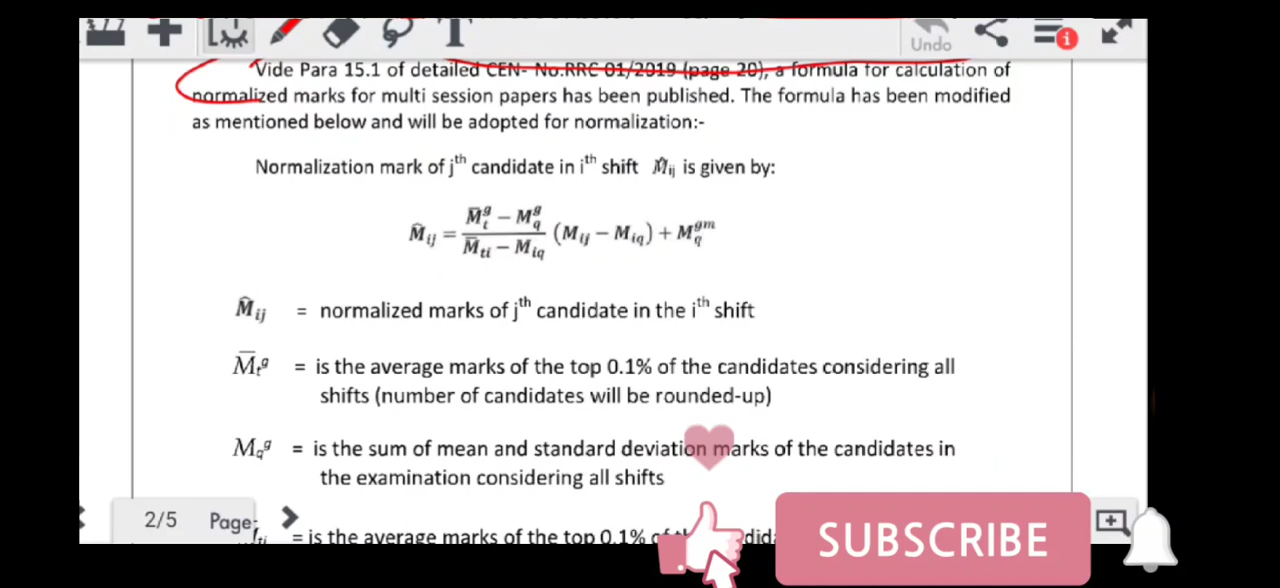 T
Undo
i
Vide Para 15.1 of detailed CEN- No.RRC 01/2019 (page 20), a formula for calculation of
normalized marks for multi session papers has been published. The formula has been modified
as mentioned below and will be adopted for normalization:-
Normalization mark of jᵗʰ candidate in iᵗʰ shift M̂ij is given by:
M̂ij = (M̄ₜᵍ − M_qᵍ) / (M̄ti − Miq) (Mij − Miq) + M_q^gm
M̂ij = normalized marks of jᵗʰ candidate in the iᵗʰ shift
M̄ₜᵍ = is the average marks of the top 0.1% of the candidates considering all
shifts (number of candidates will be rounded-up)
M_qᵍ = is the sum of mean and standard deviation marks of the candidates in
the examination considering all shifts
2/5 Page
= is the average marks of the top 0.1%
SUBSCRIBE